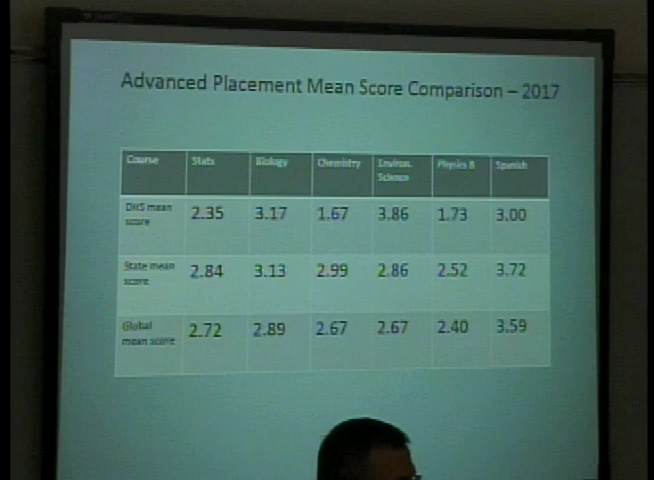 Advanced Placement Mean Score Comparison – 2017
Course Stats Biology Chemistry Environ. Science Physics B Spanish
DHS mean score 2.35 3.17 1.67 3.86 1.73 3.00
State mean score 2.84 3.13 2.99 2.86 2.52 3.72
Global mean score 2.72 2.89 2.67 2.67 2.40 3.59